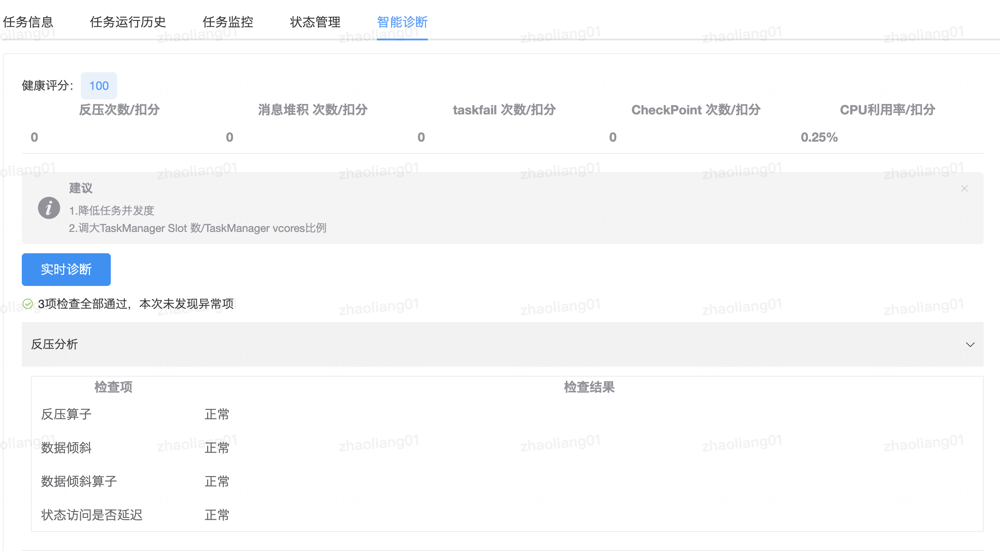 任务信息 任务运行历史 任务监控 状态管理 智能诊断
健康评分： 100
反压次数/扣分 消息堆积 次数/扣分 taskfail 次数/扣分 CheckPoint 次数/扣分 CPU利用率/扣分
0 0 0 0 0.25%
建议
1.降低任务并发度
2.调大TaskManager Slot 数/TaskManager vcores比例
实时诊断
3项检查全部通过，本次未发现异常项
反压分析
检查项 检查结果
反压算子 正常
数据倾斜 正常
数据倾斜算子 正常
状态访问是否延迟 正常
zhaoliang01